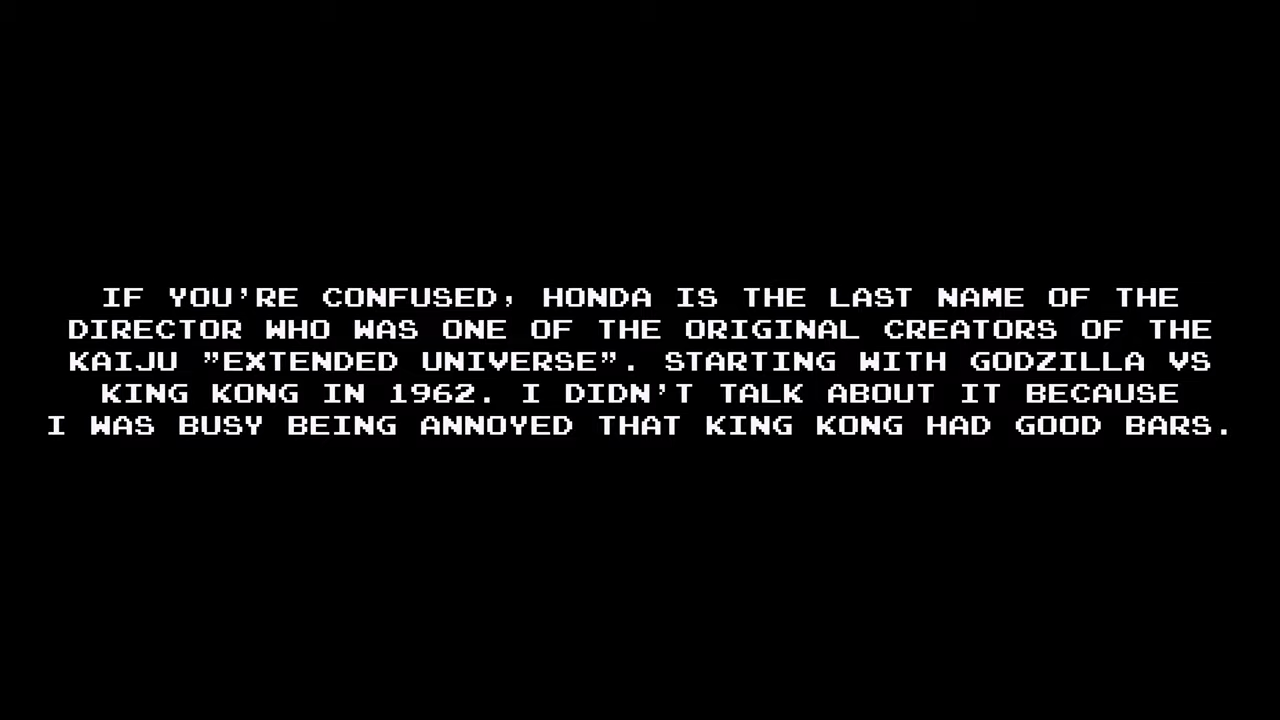 IF YOU'RE CONFUSED, HONDA IS THE LAST NAME OF THE
DIRECTOR WHO WAS ONE OF THE ORIGINAL CREATORS OF THE
KAIJU "EXTENDED UNIVERSE". STARTING WITH GODZILLA VS
KING KONG IN 1962. I DIDN'T TALK ABOUT IT BECAUSE
I WAS BUSY BEING ANNOYED THAT KING KONG HAD GOOD BARS.